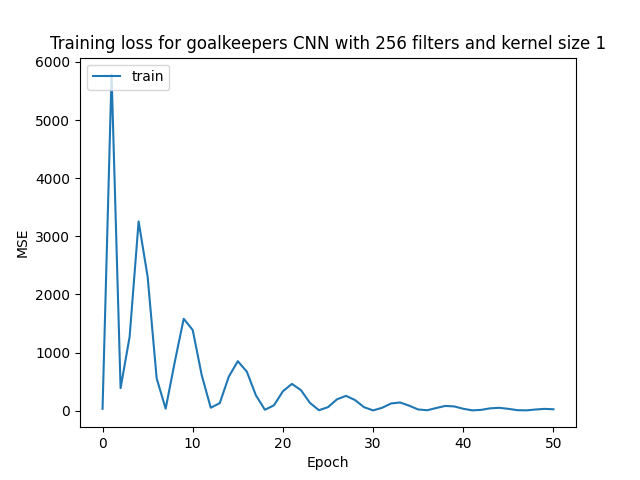 Training loss for goalkeepers CNN with 256 filters and kernel size 1
train
6000
5000
4000
3000
2000
1000
0
MSE
0 10 20 30 40 50
Epoch